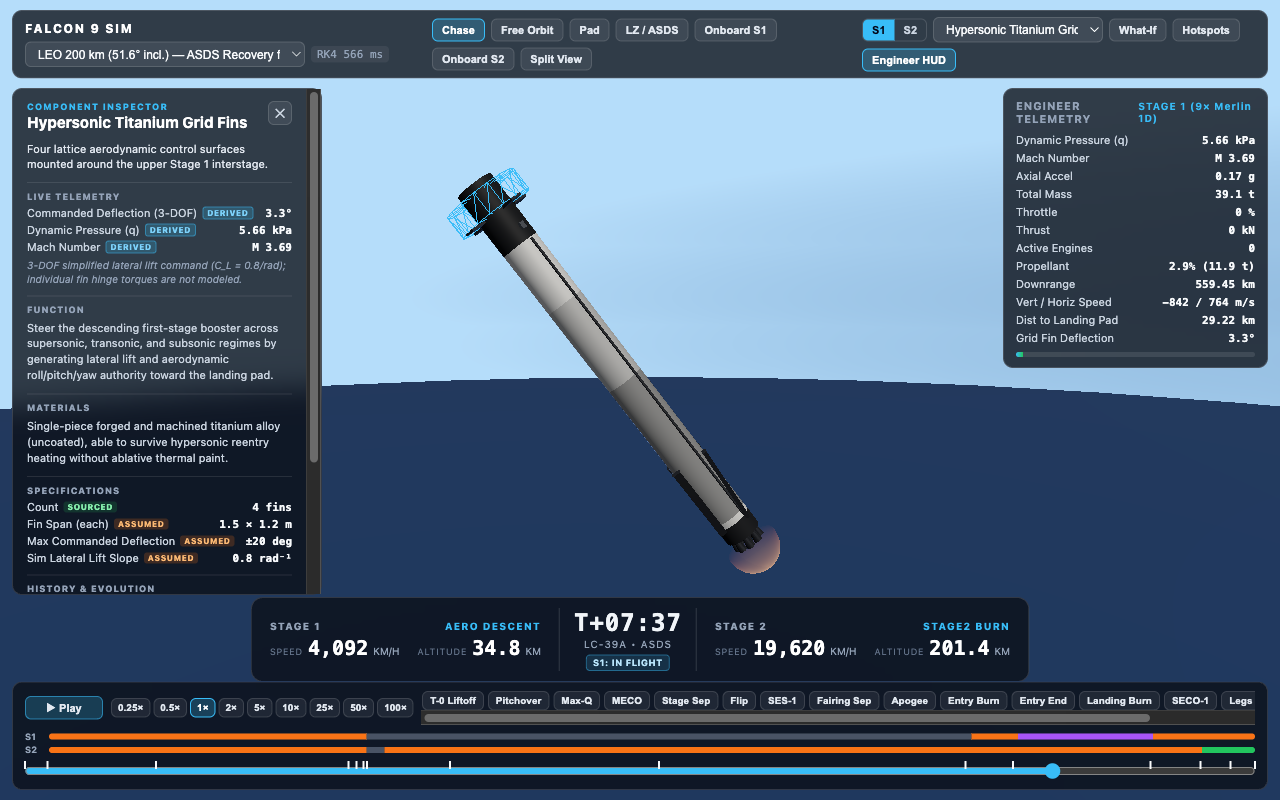 FALCON 9 SIM
LEO 200 km (51.6° incl.) — ASDS Recovery f
RK4 566 ms
Chase
Free Orbit
Pad
LZ / ASDS
Onboard S1
Onboard S2
Split View
S1
S2
Hypersonic Titanium Gric
What-If
Hotspots
Engineer HUD
COMPONENT INSPECTOR
Hypersonic Titanium Grid Fins
Four lattice aerodynamic control surfaces
mounted around the upper Stage 1 interstage.
LIVE TELEMETRY
Commanded Deflection (3-DOF) DERIVED 3.3°
Dynamic Pressure (q) DERIVED 5.66 kPa
Mach Number DERIVED M 3.69
3-DOF simplified lateral lift command (C_L = 0.8/rad);
individual fin hinge torques are not modeled.
FUNCTION
Steer the descending first-stage booster across
supersonic, transonic, and subsonic regimes by
generating lateral lift and aerodynamic
roll/pitch/yaw authority toward the landing pad.
MATERIALS
Single-piece forged and machined titanium alloy
(uncoated), able to survive hypersonic reentry
heating without ablative thermal paint.
SPECIFICATIONS
Count SOURCED 4 fins
Fin Span (each) ASSUMED 1.5 × 1.2 m
Max Commanded Deflection ASSUMED ±20 deg
Sim Lateral Lift Slope ASSUMED 0.8 rad⁻¹
HISTORY & EVOLUTION
ENGINEER
TELEMETRY
STAGE 1 (9× Merlin
1D)
Dynamic Pressure (q) 5.66 kPa
Mach Number M 3.69
Axial Accel 0.17 g
Total Mass 39.1 t
Throttle 0 %
Thrust 0 kN
Active Engines 0
Propellant 2.9% (11.9 t)
Downrange 559.45 km
Vert / Horiz Speed −842 / 764 m/s
Dist to Landing Pad 29.22 km
Grid Fin Deflection 3.3°
STAGE 1 AERO DESCENT
SPEED 4,092 KM/H ALTITUDE 34.8 KM
T+07:37
LC-39A • ASDS
S1: IN FLIGHT
STAGE 2 STAGE2 BURN
SPEED 19,620 KM/H ALTITUDE 201.4 KM
Play
0.25×
0.5×
1×
2×
5×
10×
25×
50×
100×
T-0 Liftoff
Pitchover
Max-Q
MECO
Stage Sep
Flip
SES-1
Fairing Sep
Apogee
Entry Burn
Entry End
Landing Burn
SECO-1
Legs
S1
S2